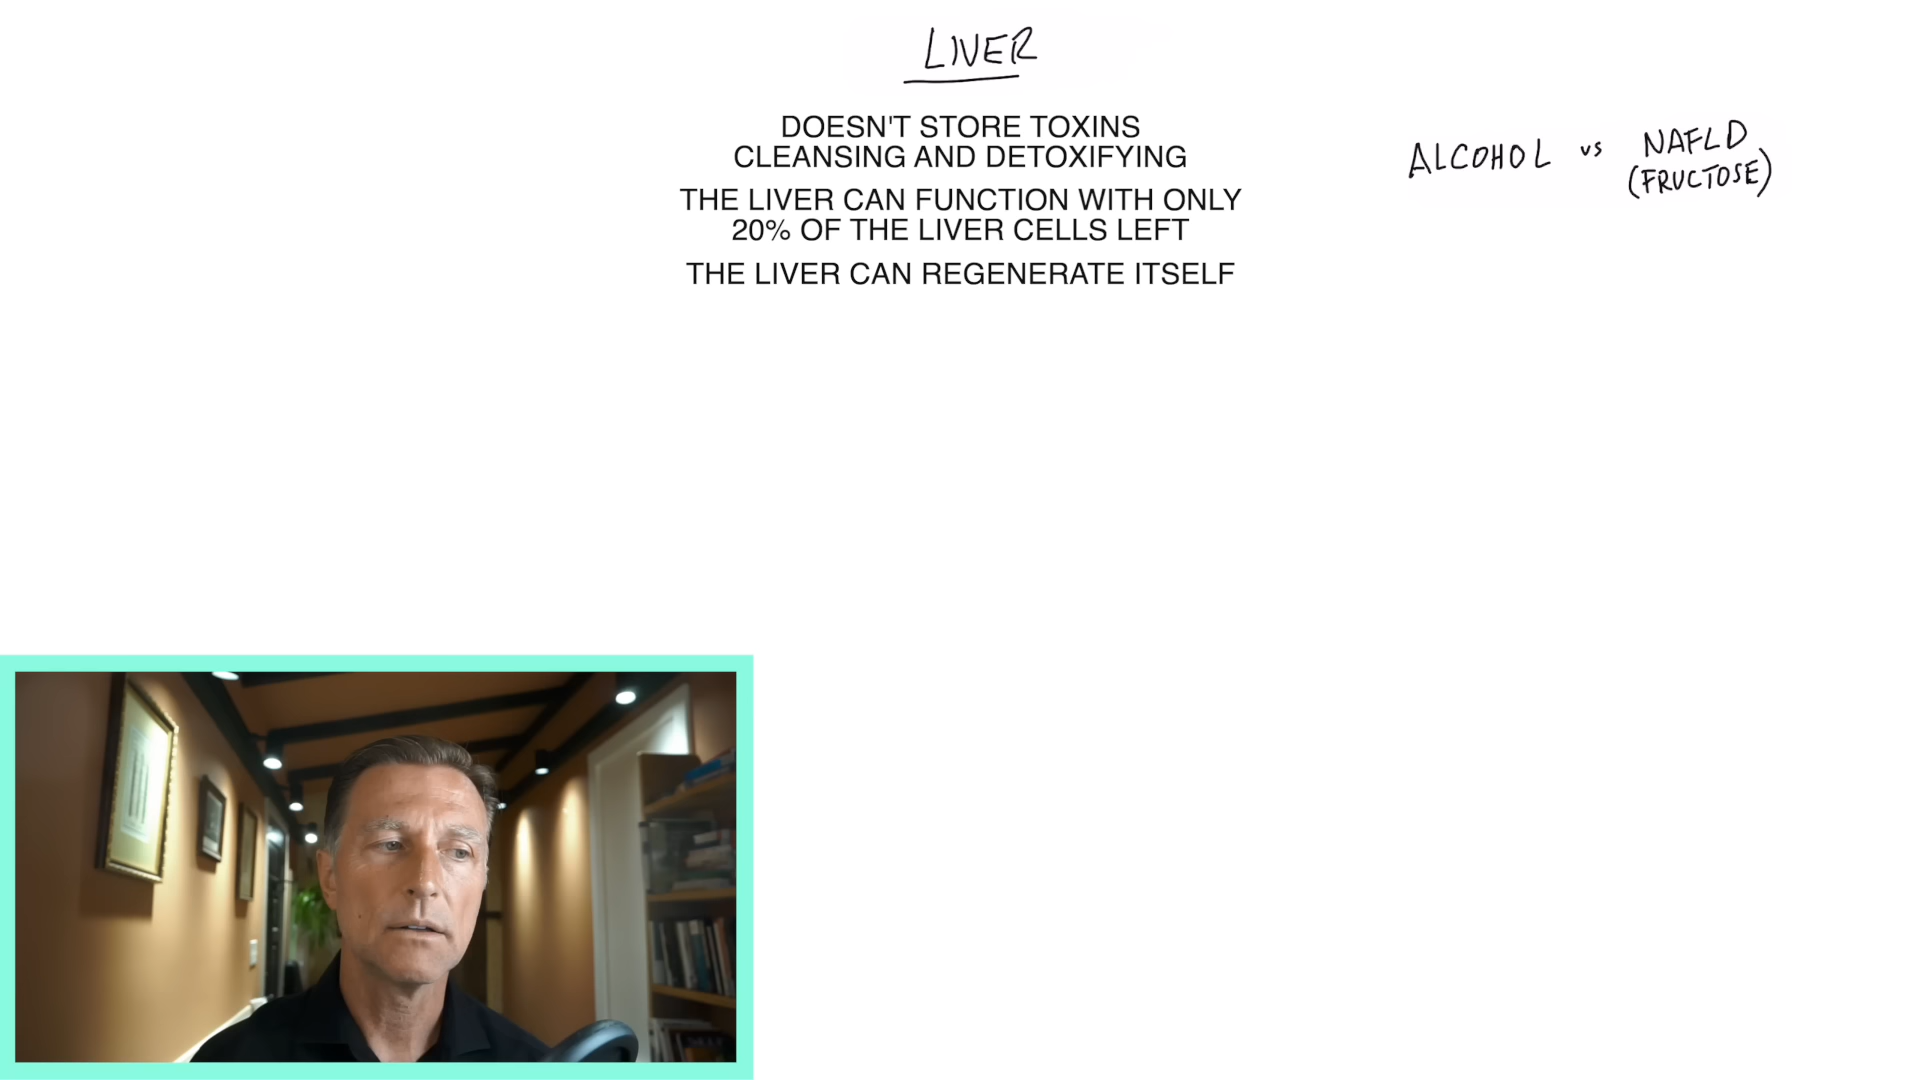 LIVER
DOESN'T STORE TOXINS
CLEANSING AND DETOXIFYING
THE LIVER CAN FUNCTION WITH ONLY
20% OF THE LIVER CELLS LEFT
THE LIVER CAN REGENERATE ITSELF
ALCOHOL vs NAFLD
(FRUCTOSE)